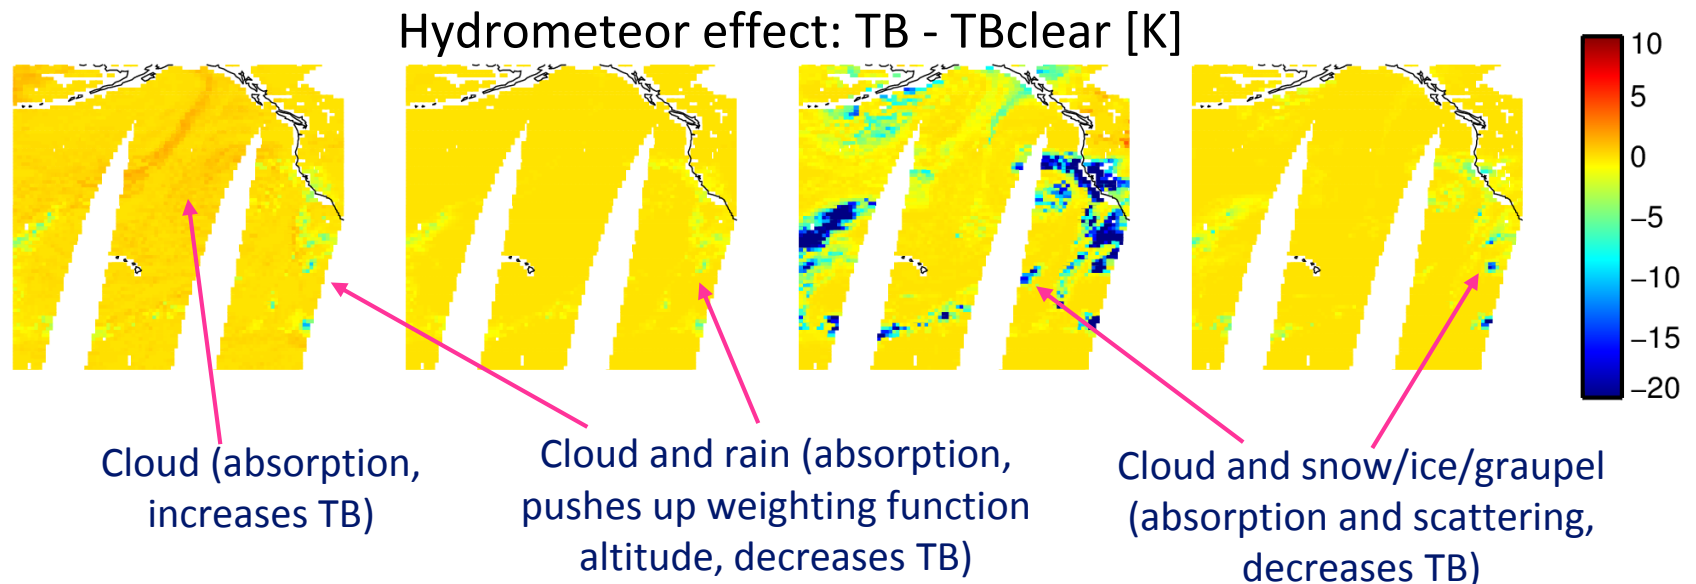 Hydrometeor effect: TB - TBclear [K]
10
5
0
−5
−10
−15
−20
Cloud (absorption,
increases TB)
Cloud and rain (absorption,
pushes up weighting function
altitude, decreases TB)
Cloud and snow/ice/graupel
(absorption and scattering,
decreases TB)